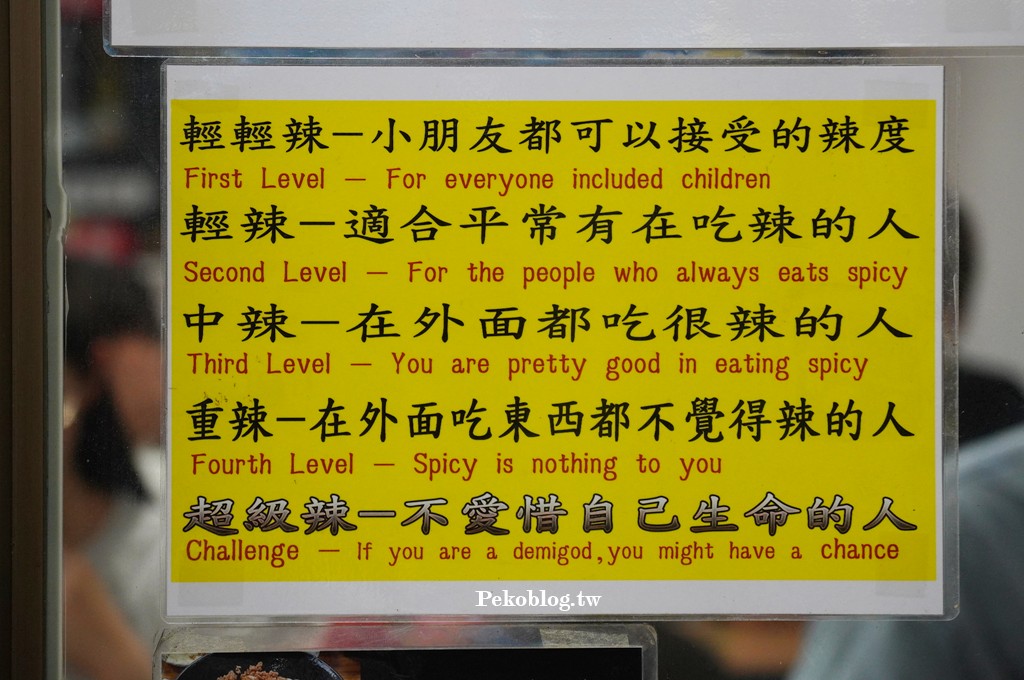 輕輕辣－小朋友都可以接受的辣度
First Level － For everyone included children
輕辣－適合平常有在吃辣的人
Second Level － For the people who always eats spicy
中辣－在外面都吃很辣的人
Third Level － You are pretty good in eating spicy
重辣－在外面吃東西都不覺得辣的人
Fourth Level － Spicy is nothing to you
超級辣－不愛惜自己生命的人
Challenge － If you are a demigod,you might have a chance
Pekoblog.tw